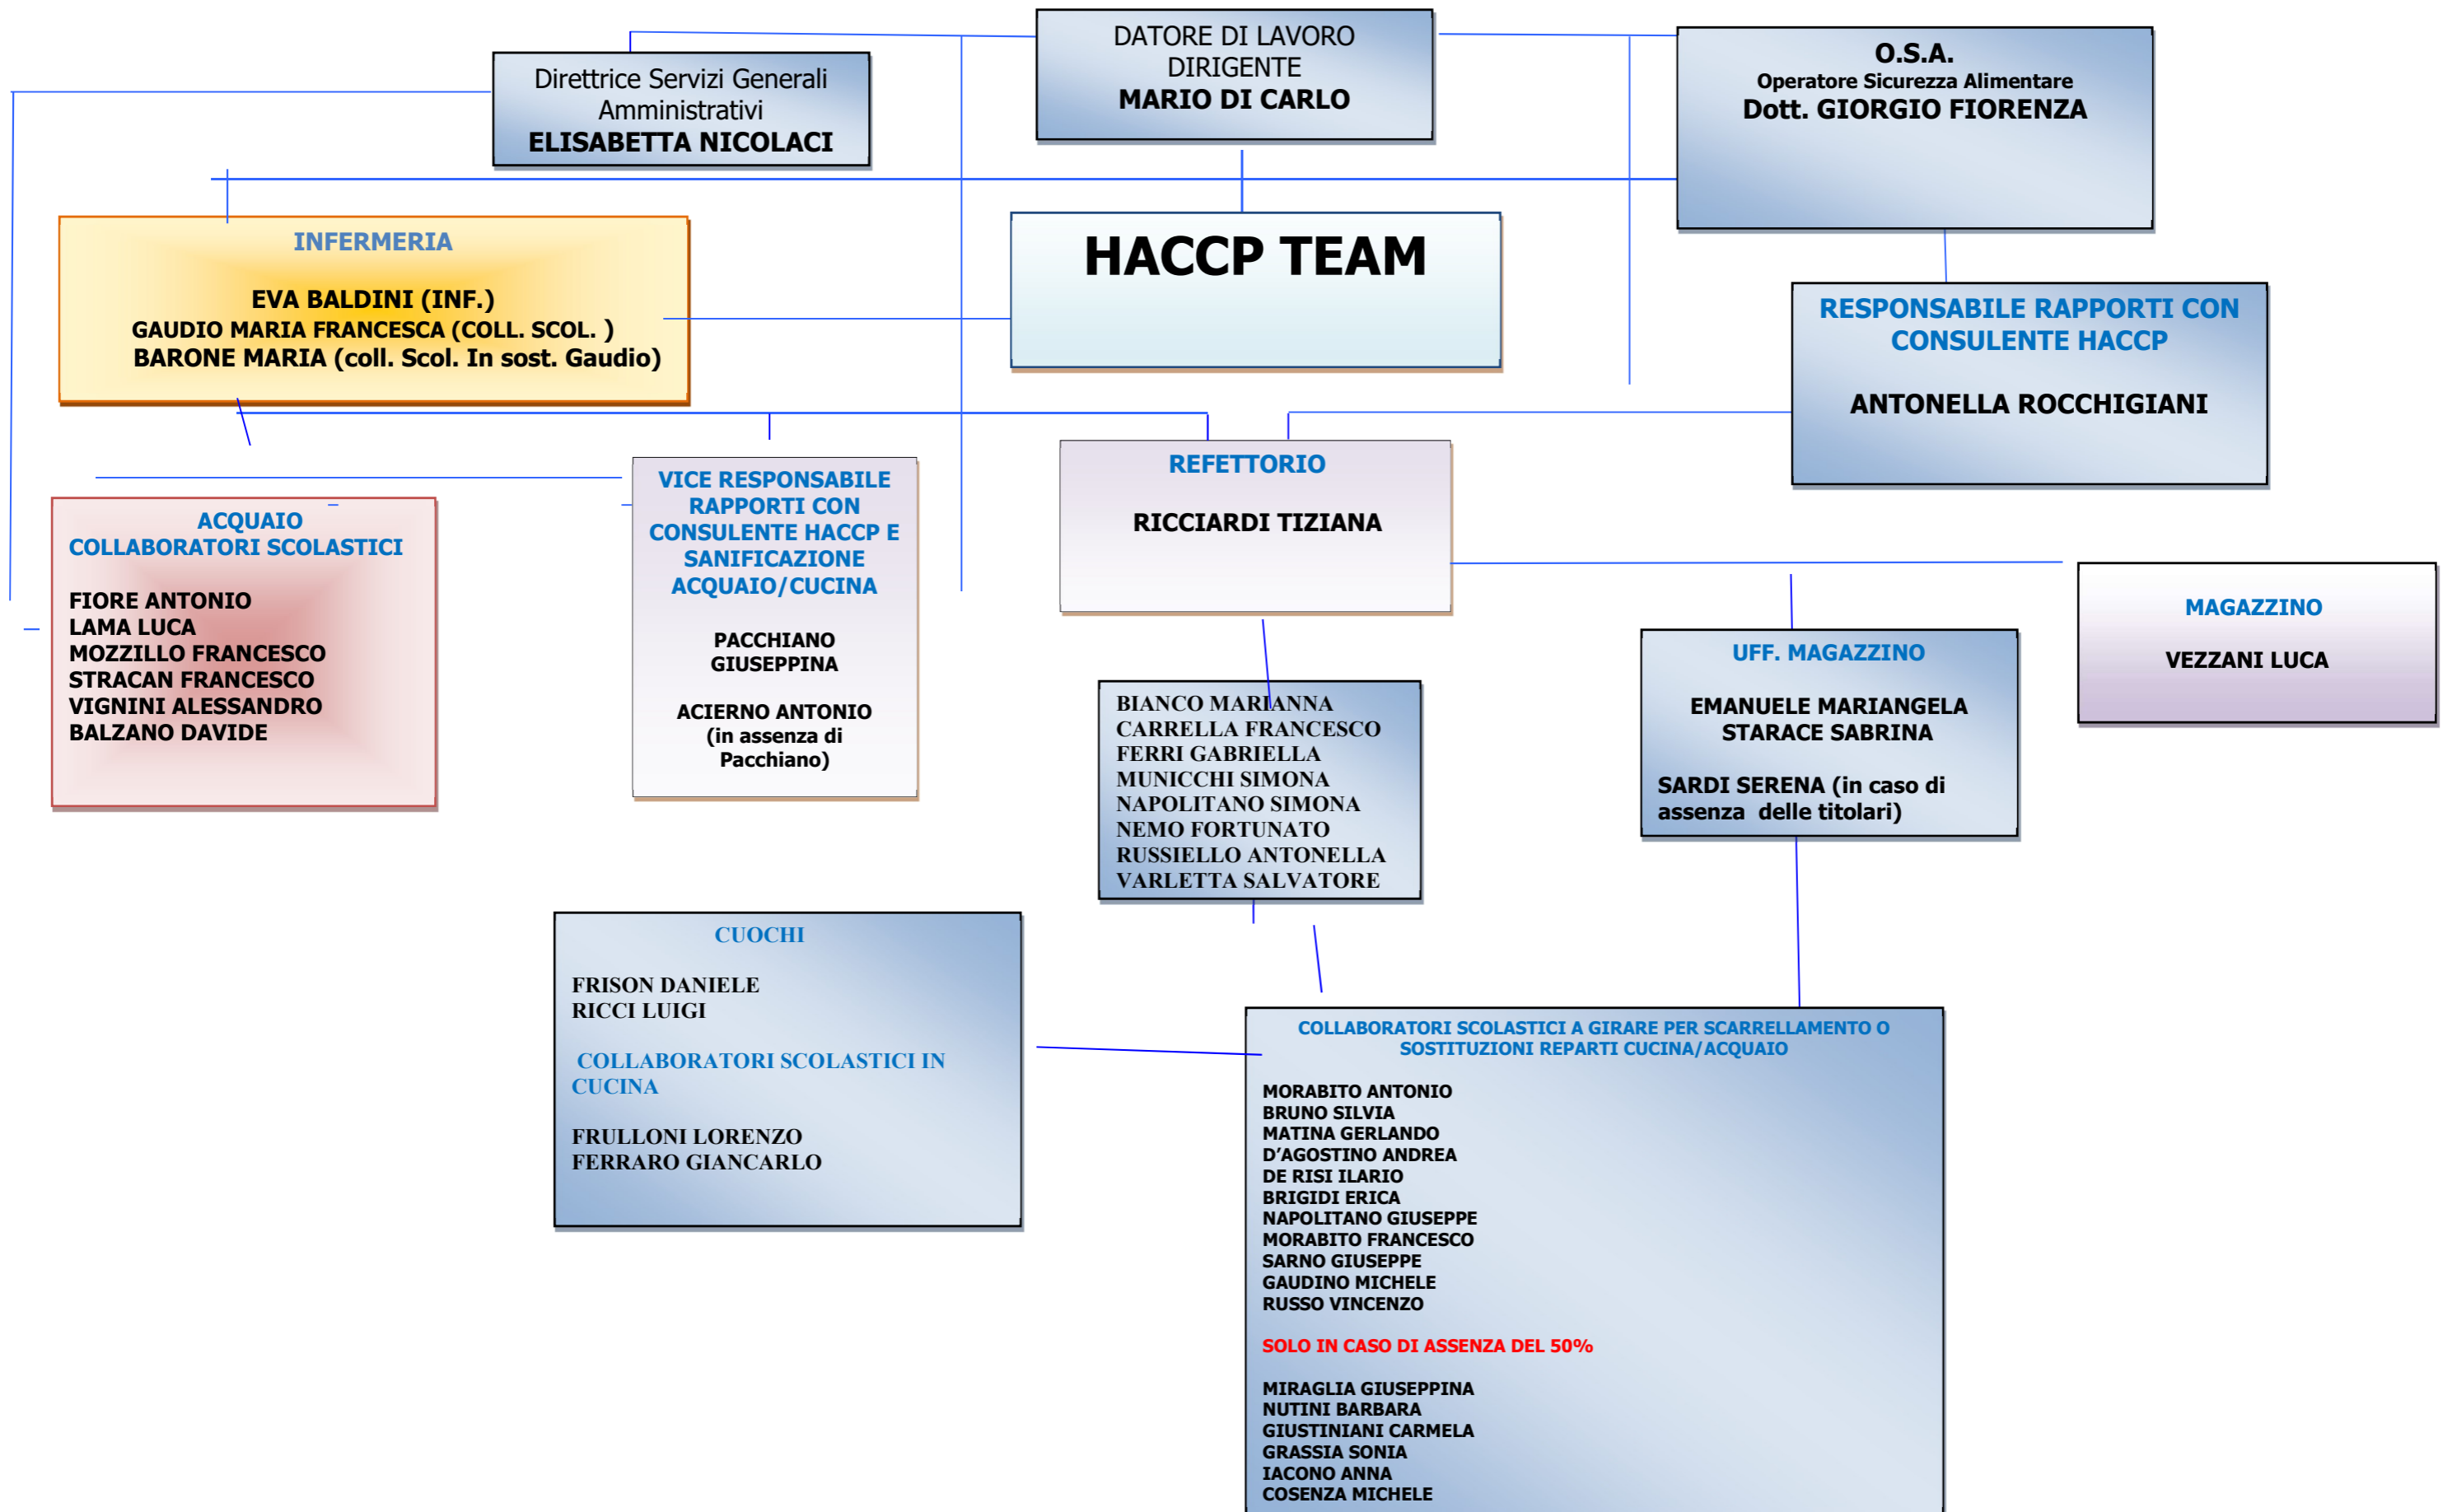 DATORE DI LAVORO
DIRIGENTE
MARIO DI CARLO
Direttrice Servizi Generali
Amministrativi
ELISABETTA NICOLACI
O.S.A.
Operatore Sicurezza Alimentare
Dott. GIORGIO FIORENZA
INFERMERIA
EVA BALDINI (INF.)
GAUDIO MARIA FRANCESCA (COLL. SCOL. )
BARONE MARIA (coll. Scol. In sost. Gaudio)
HACCP TEAM
RESPONSABILE RAPPORTI CON
CONSULENTE HACCP
ANTONELLA ROCCHIGIANI
ACQUAIO
COLLABORATORI SCOLASTICI
FIORE ANTONIO
LAMA LUCA
MOZZILLO FRANCESCO
STRACAN FRANCESCO
VIGNINI ALESSANDRO
BALZANO DAVIDE
VICE RESPONSABILE
RAPPORTI CON
CONSULENTE HACCP E
SANIFICAZIONE
ACQUAIO/CUCINA
PACCHIANO
GIUSEPPINA
ACIERNO ANTONIO
(in assenza di
Pacchiano)
REFETTORIO
RICCIARDI TIZIANA
BIANCO MARIANNA
CARRELLA FRANCESCO
FERRI GABRIELLA
MUNICCHI SIMONA
NAPOLITANO SIMONA
NEMO FORTUNATO
RUSSIELLO ANTONELLA
VARLETTA SALVATORE
UFF. MAGAZZINO
EMANUELE MARIANGELA
STARACE SABRINA
SARDI SERENA (in caso di
assenza delle titolari)
MAGAZZINO
VEZZANI LUCA
CUOCHI
FRISON DANIELE
RICCI LUIGI
COLLABORATORI SCOLASTICI IN
CUCINA
FRULLONI LORENZO
FERRARO GIANCARLO
COLLABORATORI SCOLASTICI A GIRARE PER SCARRELLAMENTO O
SOSTITUZIONI REPARTI CUCINA/ACQUAIO
MORABITO ANTONIO
BRUNO SILVIA
MATINA GERLANDO
D’AGOSTINO ANDREA
DE RISI ILARIO
BRIGIDI ERICA
NAPOLITANO GIUSEPPE
MORABITO FRANCESCO
SARNO GIUSEPPE
GAUDINO MICHELE
RUSSO VINCENZO
SOLO IN CASO DI ASSENZA DEL 50%
MIRAGLIA GIUSEPPINA
NUTINI BARBARA
GIUSTINIANI CARMELA
GRASSIA SONIA
IACONO ANNA
COSENZA MICHELE